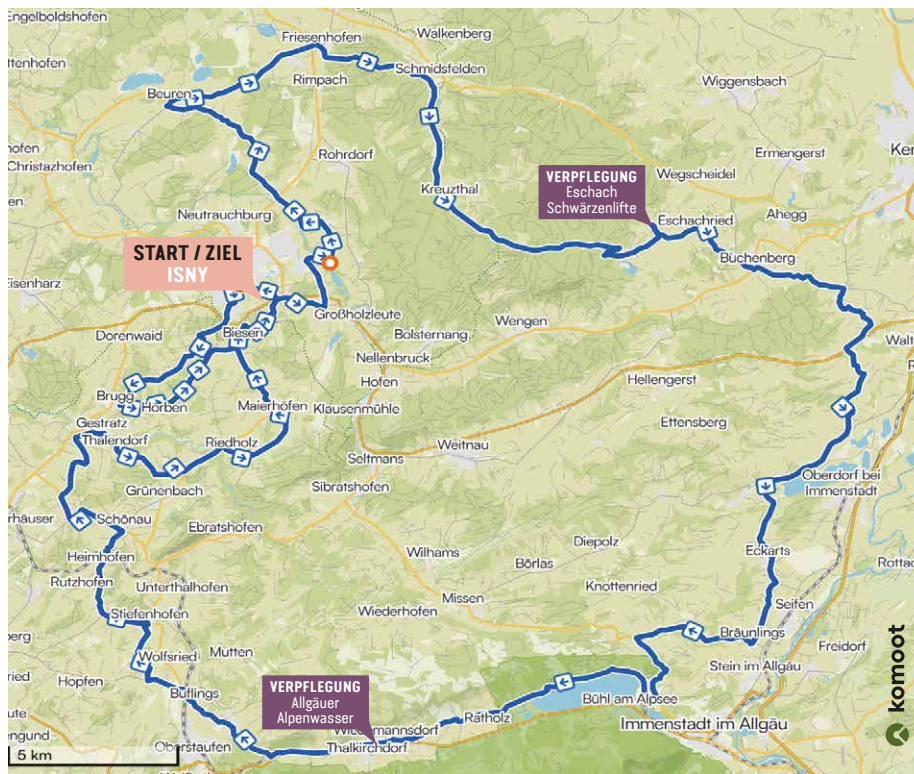 Engelboldshofen
Friesenhofen
Walkenberg
Rimpach
Schmidsfelden
Wiggensbach
Beuren
Rohrdorf
Ermengerst
Christazhofen
Kreuzthal
VERPFLEGUNG
Eschach
Schwärzenlifte
Wegscheidel
Neutrauchburg
Eschachried
Ahegg
START / ZIEL
ISNY
Buchenberg
Großholzleute
Wengen
Bolsternang
Dorenwaid
Biesen
Nellenbruck
Hofen
Hellengerst
Brugg
Horben
Maierhöfen
Klausenmühle
Gestratz
Thalendorf
Riedholz
Weitnau
Ettensberg
Seltmans
Grünenbach
Sibratshofen
Oberdorf bei
Immenstadt
Schönau
Ebratshofen
Diepolz
Heimhofen
Wilhams
Börlas
Eckarts
Rutzhofen
Unterthalhofen
Missen
Knottenried
Stiefenhofen
Wiederhofen
Seifen
Bräunlings
Freidorf
Wolfsried
Mutten
Stein im Allgäu
Hopfen
Buflings
VERPFLEGUNG
Allgäuer
Alpenwasser
Ratholz
Bühl am Alpsee
Immenstadt im Allgäu
Oberstaufen
Thalkirchdorf
5 km
komoot